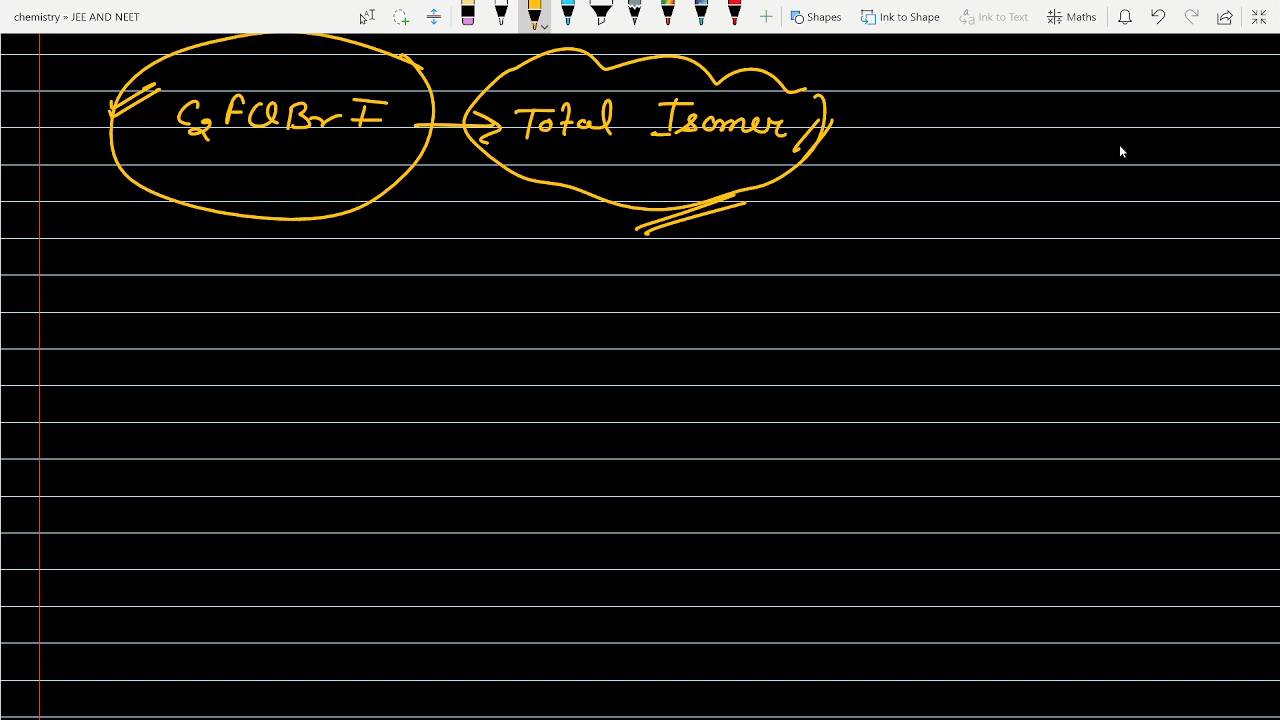 chemistry » JEE AND NEET
Shapes
Ink to Shape
Ink to Text
Maths
C2FClBrI → Total Isomer